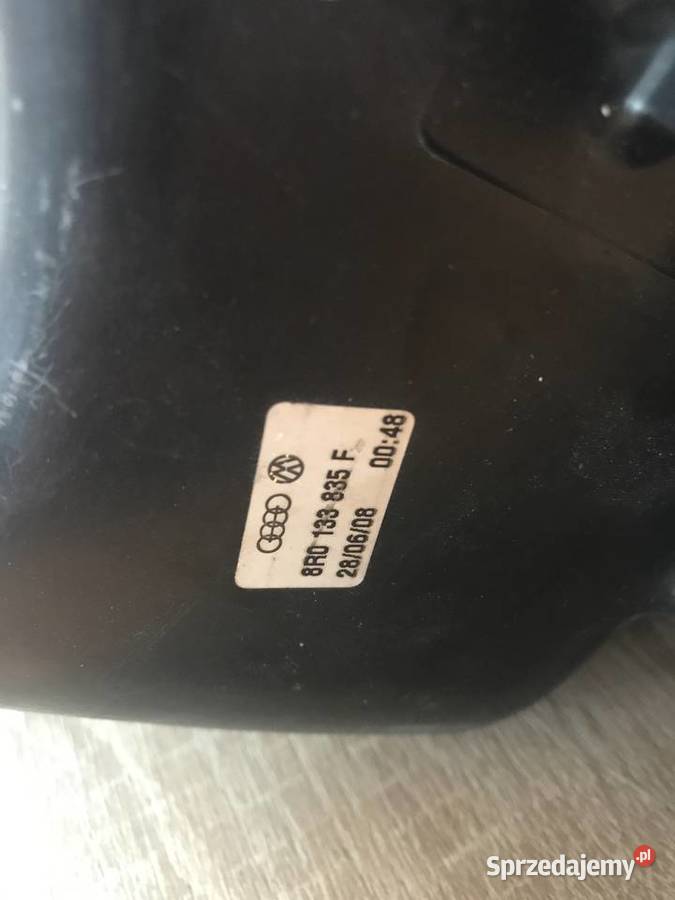 8R0 133 835 F
28/06/08 00:48
Sprzedajemy.pl